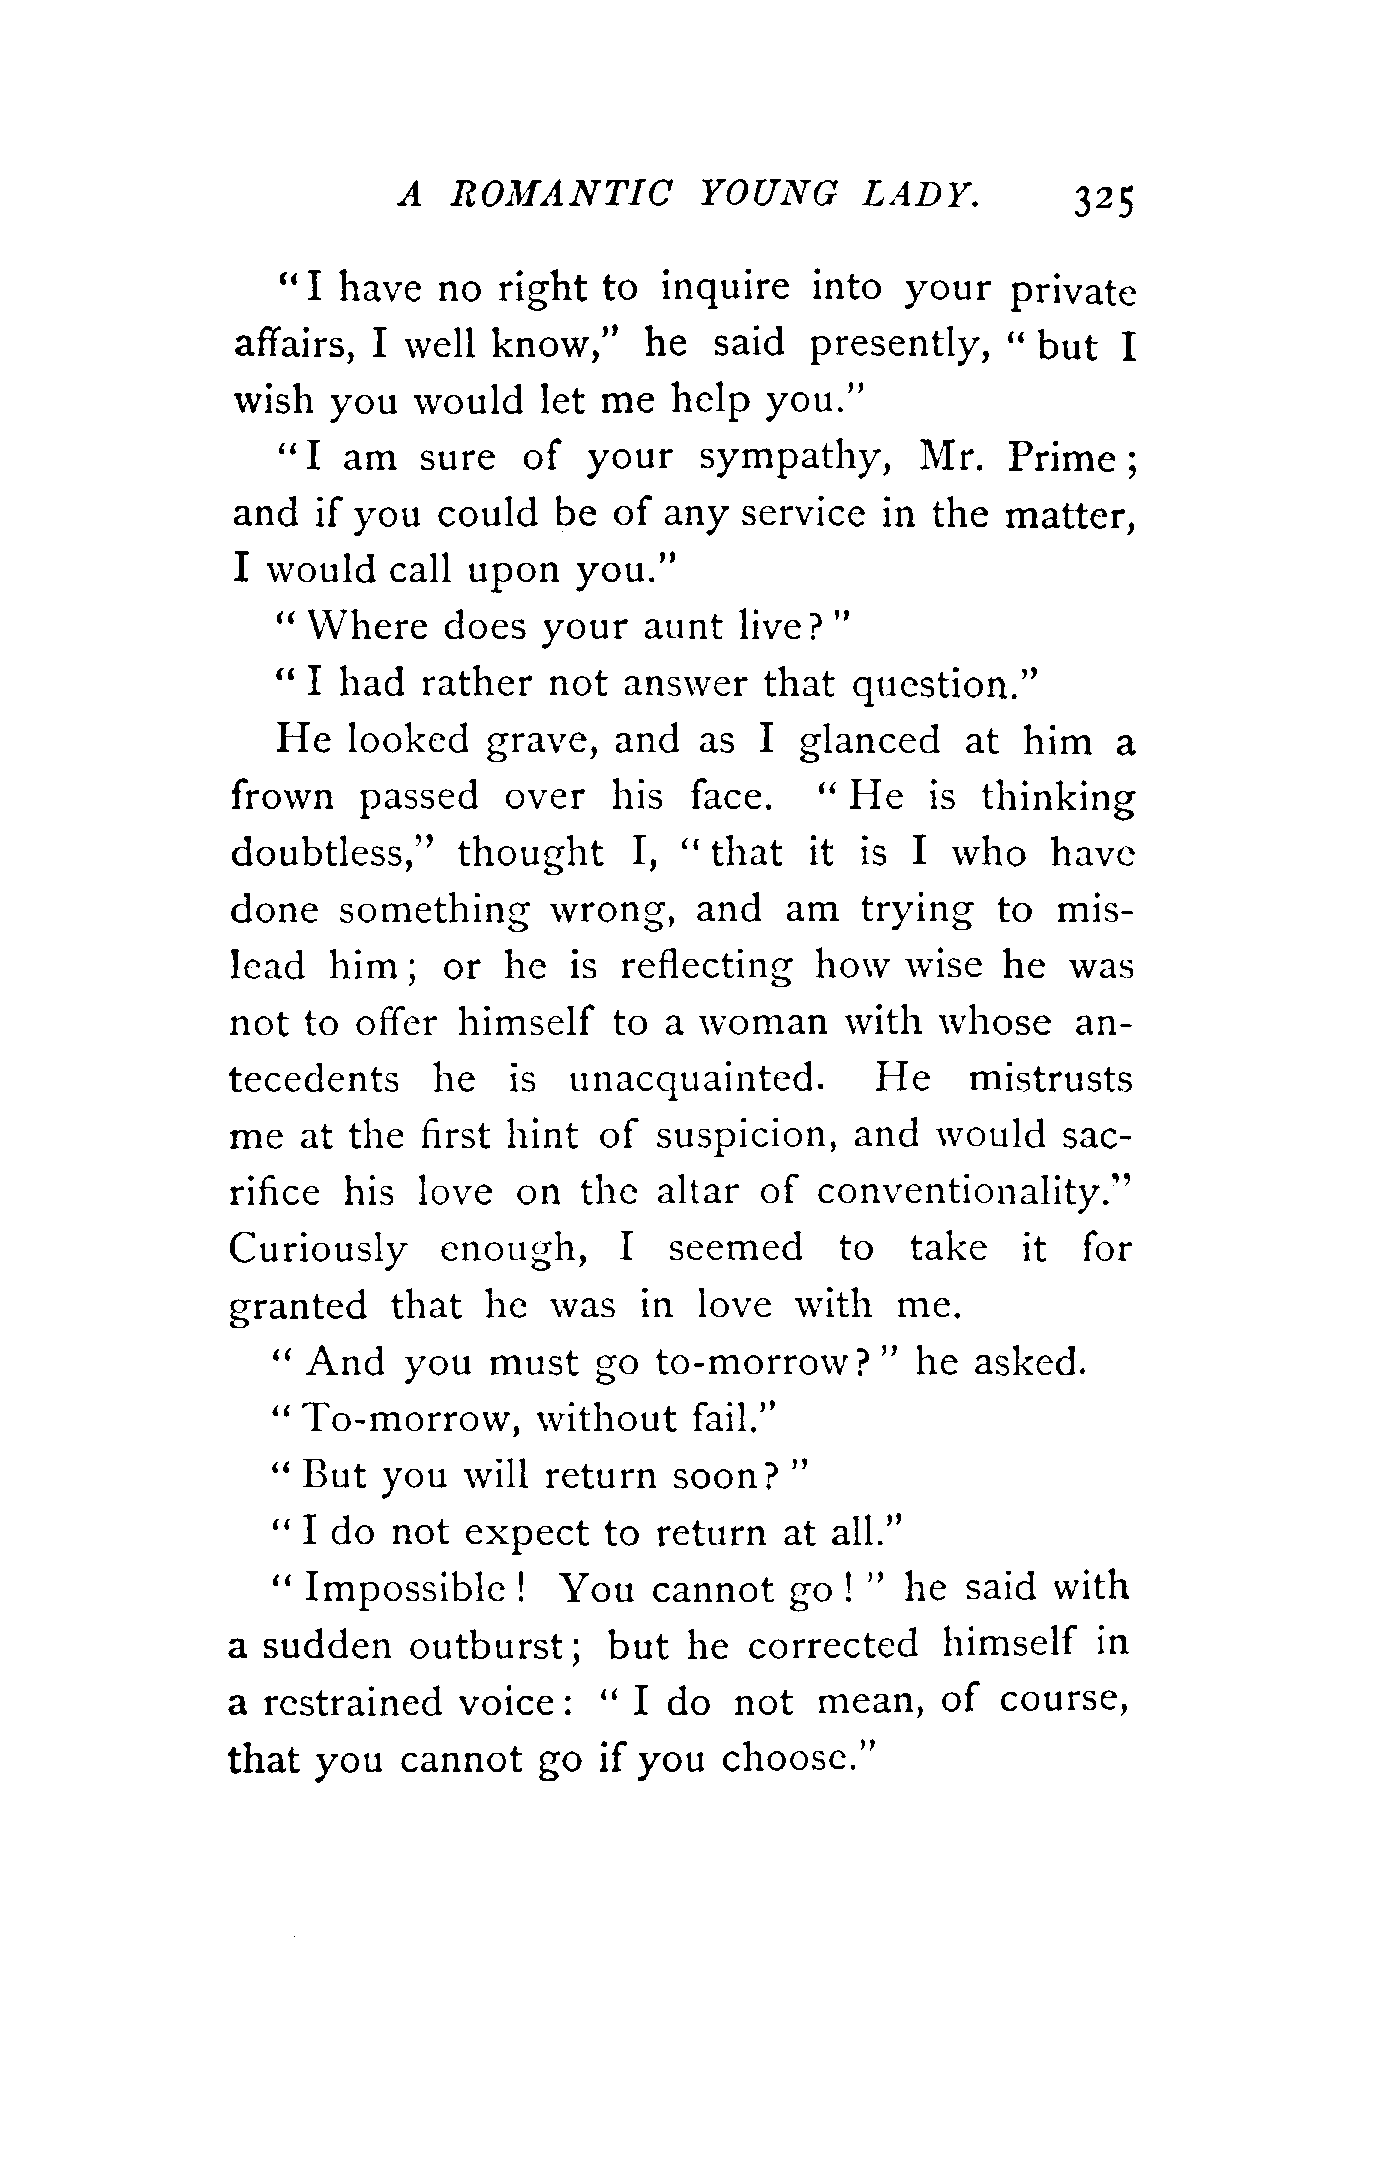 A ROMANTIC YOUNG LADY. 325
"I have no right to inquire into your private
affairs, I well know," he said presently, "but I
wish you would let me help you."
"I am sure of your sympathy, Mr. Prime;
and if you could be of any service in the matter,
I would call upon you."
"Where does your aunt live?"
"I had rather not answer that question."
He looked grave, and as I glanced at him a
frown passed over his face. "He is thinking
doubtless," thought I, "that it is I who have
done something wrong, and am trying to mis-
lead him; or he is reflecting how wise he was
not to offer himself to a woman with whose an-
tecedents he is unacquainted. He mistrusts
me at the first hint of suspicion, and would sac-
rifice his love on the altar of conventionality."
Curiously enough, I seemed to take it for
granted that he was in love with me.
"And you must go to-morrow?" he asked.
"To-morrow, without fail."
"But you will return soon?"
"I do not expect to return at all."
"Impossible! You cannot go!" he said with
a sudden outburst; but he corrected himself in
a restrained voice: "I do not mean, of course,
that you cannot go if you choose."